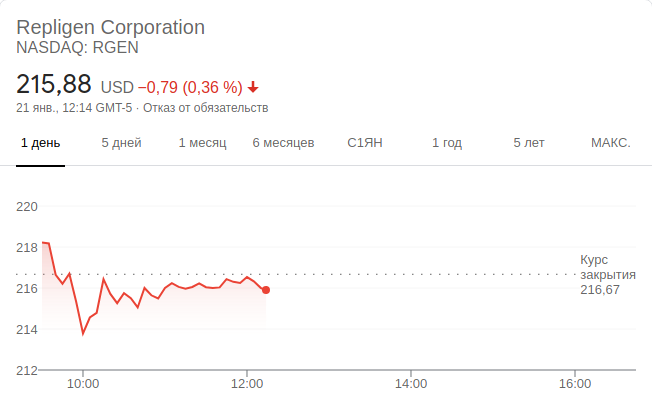 Repligen Corporation
NASDAQ: RGEN
215,88 USD −0,79 (0,36 %)
21 янв., 12:14 GMT-5 · Отказ от обязательств
1 день 5 дней 1 месяц 6 месяцев С1ЯН 1 год 5 лет МАКС.
220
218
Курс
закрытия
216,67
216
214
212
10:00 12:00 14:00 16:00